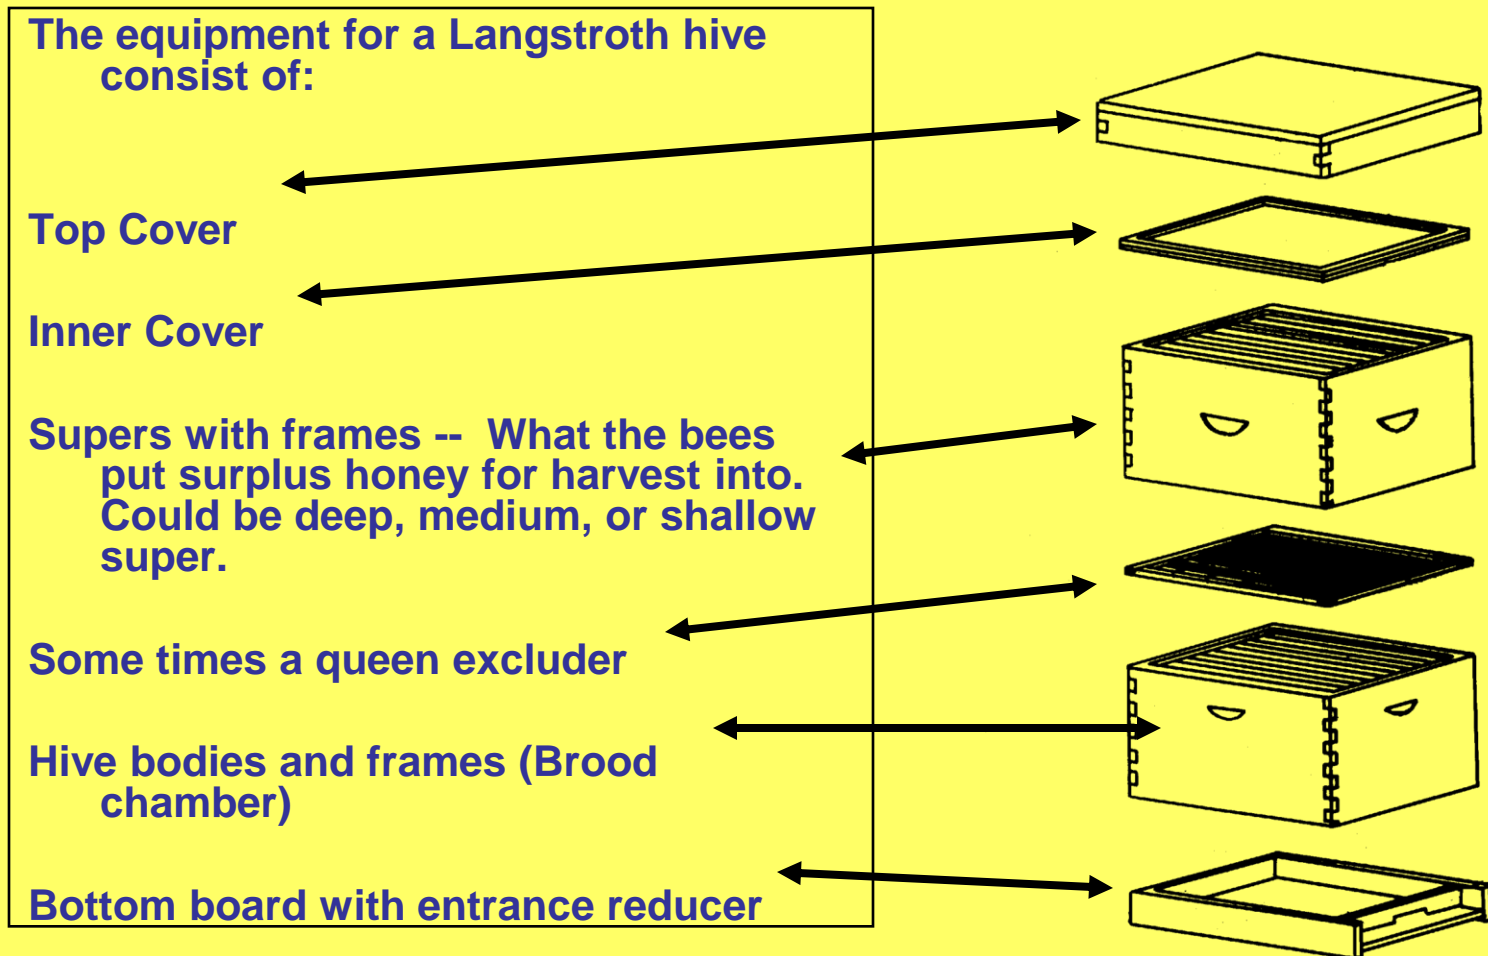 The equipment for a Langstroth hive
consist of:
Top Cover
Inner Cover
Supers with frames -- What the bees
put surplus honey for harvest into.
Could be deep, medium, or shallow
super.
Some times a queen excluder
Hive bodies and frames (Brood
chamber)
Bottom board with entrance reducer